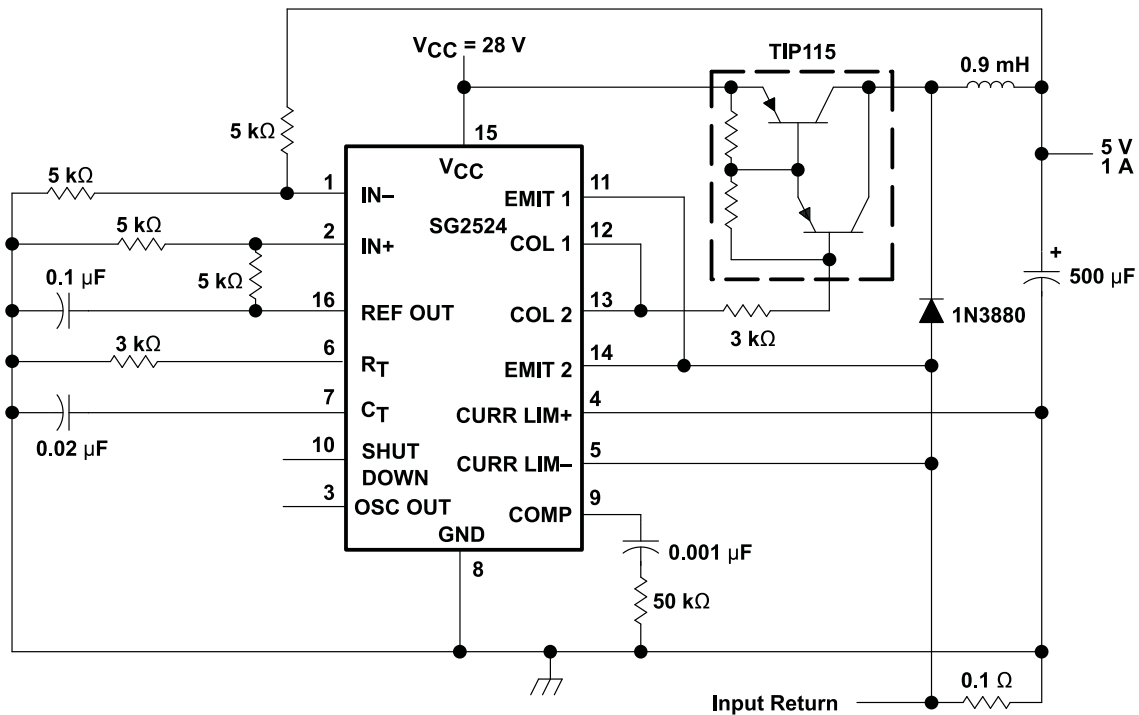 VCC = 28 V
TIP115
0.9 mH
5 kΩ
15
VCC
5 V
1 A
5 kΩ
1
IN–
EMIT 1
11
SG2524
5 kΩ
2
IN+
COL 1
12
0.1 µF
5 kΩ
16
REF OUT
COL 2
13
3 kΩ
+
500 µF
1N3880
3 kΩ
6
RT
EMIT 2
14
7
CT
CURR LIM+
4
0.02 µF
10
SHUT
DOWN
CURR LIM–
5
3
OSC OUT
COMP
9
GND
8
0.001 µF
50 kΩ
0.1 Ω
Input Return